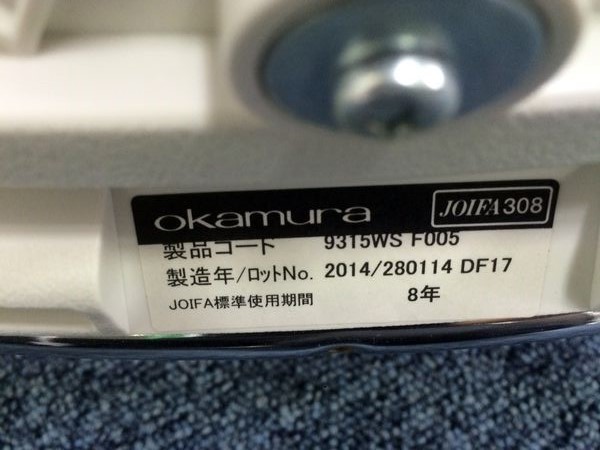 okamura
JOIFA308
製品コード 9315WS F005
製造年/ロットNo. 2014/280114 DF17
JOIFA標準使用期間 8年